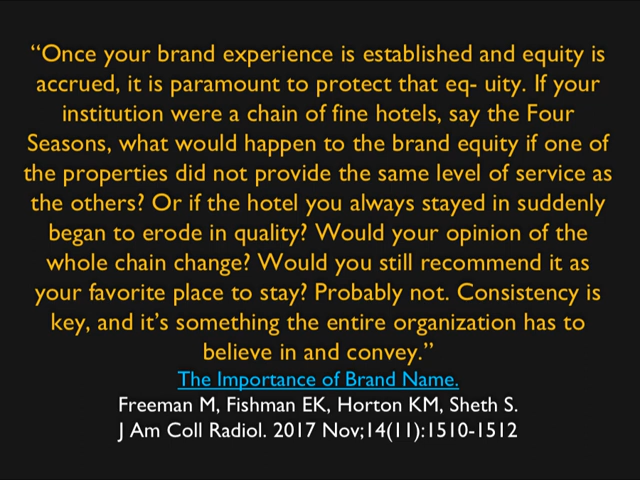 “Once your brand experience is established and equity is
accrued, it is paramount to protect that eq- uity. If your
institution were a chain of fine hotels, say the Four
Seasons, what would happen to the brand equity if one of
the properties did not provide the same level of service as
the others? Or if the hotel you always stayed in suddenly
began to erode in quality? Would your opinion of the
whole chain change? Would you still recommend it as
your favorite place to stay? Probably not. Consistency is
key, and it’s something the entire organization has to
believe in and convey.”
The Importance of Brand Name.
Freeman M, Fishman EK, Horton KM, Sheth S.
J Am Coll Radiol. 2017 Nov;14(11):1510-1512